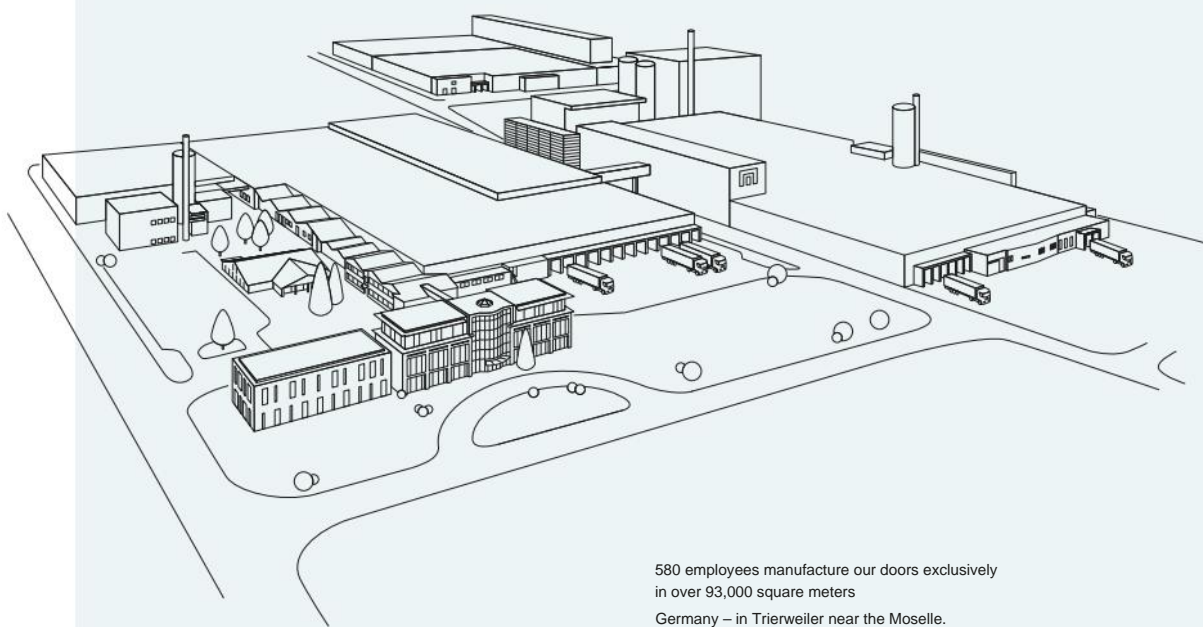 580 employees manufacture our doors exclusively
in over 93,000 square meters
Germany – in Trierweiler near the Moselle.